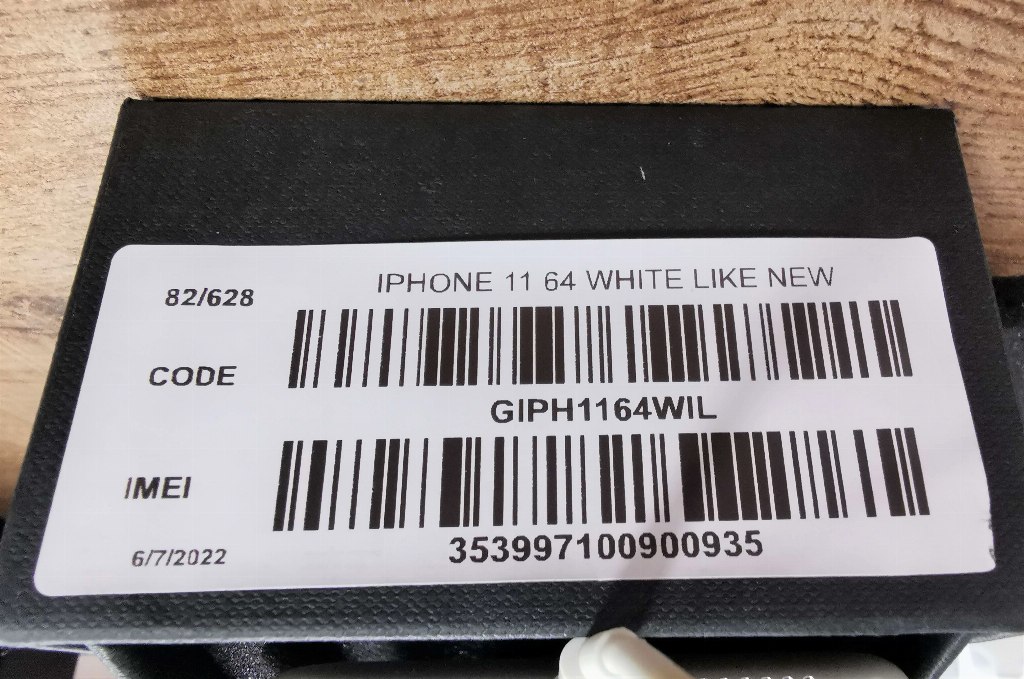 82/628
IPHONE 11 64 WHITE LIKE NEW
CODE
GIPH1164WIL
IMEI
353997100900935
6/7/2022